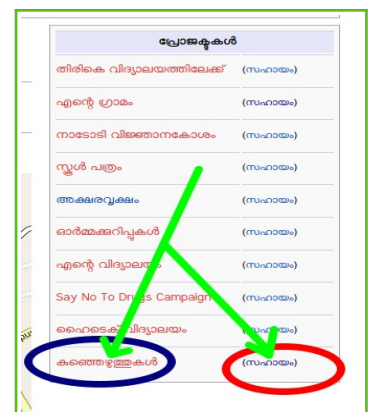 പ്രോജക്ടുകൾ
തിരികെ വിദ്യാലയത്തിലേക്ക് (സഹായം)
എന്റെ ഗ്രാമം (സഹായം)
നാടോടി വിജ്ഞാനകോശം (സഹായം)
സ്കൂൾ പത്രം (സഹായം)
അക്ഷരവൃക്ഷം (സഹായം)
ഓർമ്മക്കുറിപ്പുകൾ (സഹായം)
എന്റെ വിദ്യാലയം (സഹായം)
Say No To Drugs Campaign (സഹായം)
ഹൈടെക് വിദ്യാലയം (സഹായം)
കുഞ്ഞെഴുത്തുകൾ (സഹായം)